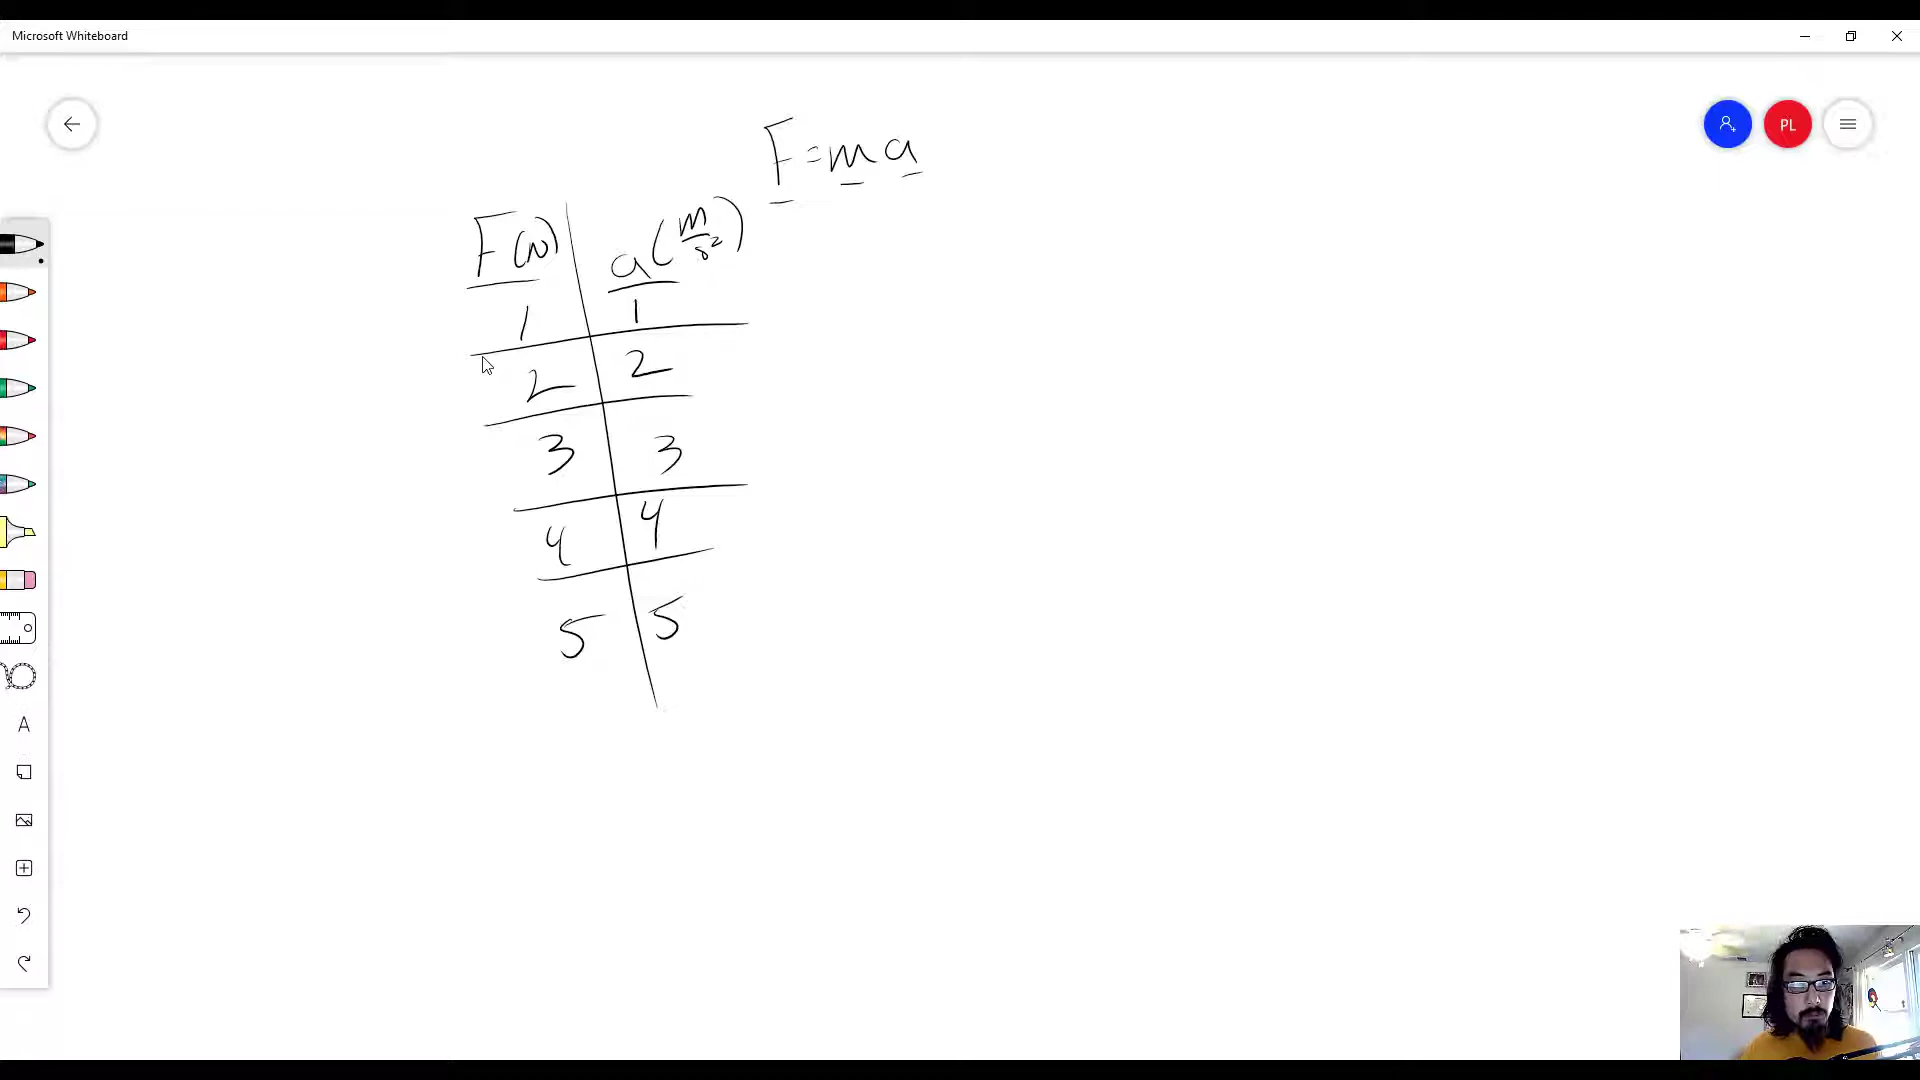 Microsoft Whiteboard
PL
F=ma
F(N) a(m/s²)
1 1
2 2
3 3
4 4
5 5
A